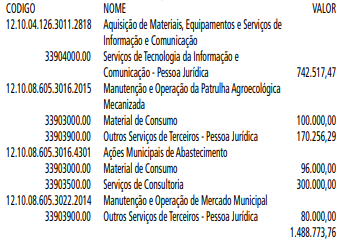 CODIGO NOME VALOR
12.10.04.126.3011.2818 Aquisição de Materiais, Equipamentos e Serviços de
Informação e Comunicação
33904000.00 Serviços de Tecnologia da Informação e
Comunicação - Pessoa Jurídica 742.517,47
12.10.08.605.3016.2015 Manutenção e Operação da Patrulha Agroecológica
Mecanizada
33903000.00 Material de Consumo 100.000,00
33903900.00 Outros Serviços de Terceiros - Pessoa Jurídica 170.256,29
12.10.08.605.3016.4301 Ações Municipais de Abastecimento
33903000.00 Material de Consumo 96.000,00
33903500.00 Serviços de Consultoria 300.000,00
12.10.08.605.3022.2014 Manutenção e Operação de Mercado Municipal
33903900.00 Outros Serviços de Terceiros - Pessoa Jurídica 80.000,00
1.488.773,76